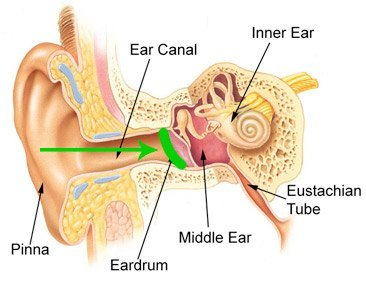 Inner Ear
Ear Canal
Eustachian
Tube
Middle Ear
Pinna
Eardrum